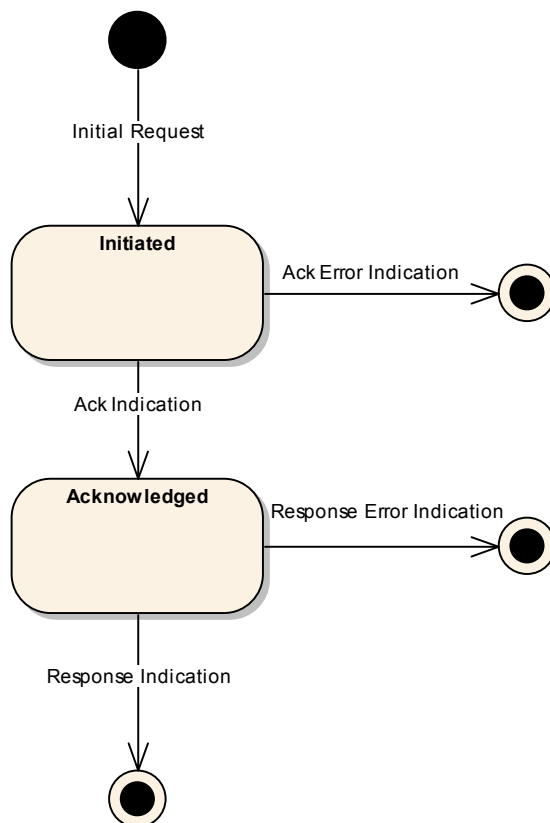 Initial Request
Initiated
Ack Error Indication
Ack Indication
Acknowledged
Response Error Indication
Response Indication